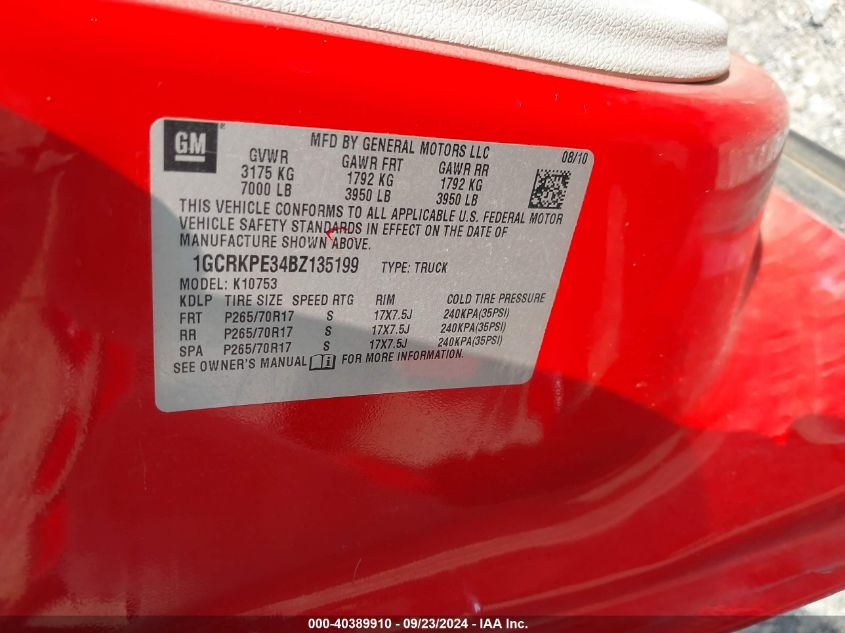 GM
MFD BY GENERAL MOTORS LLC 08/10
GVWR GAWR FRT GAWR RR
3175 KG 1792 KG 1792 KG
7000 LB 3950 LB 3950 LB
THIS VEHICLE CONFORMS TO ALL APPLICABLE U.S. FEDERAL MOTOR
VEHICLE SAFETY STANDARDS IN EFFECT ON THE DATE OF
MANUFACTURE SHOWN ABOVE.
1GCRKPE34BZ135199 TYPE: TRUCK
MODEL: K10753
KDLP TIRE SIZE SPEED RTG RIM COLD TIRE PRESSURE
FRT P265/70R17 S 17X7.5J 240KPA(35PSI)
RR P265/70R17 S 17X7.5J 240KPA(35PSI)
SPA P265/70R17 S 17X7.5J 240KPA(35PSI)
SEE OWNER'S MANUAL FOR MORE INFORMATION.
000-40389910 - 09/23/2024 - IAA Inc.